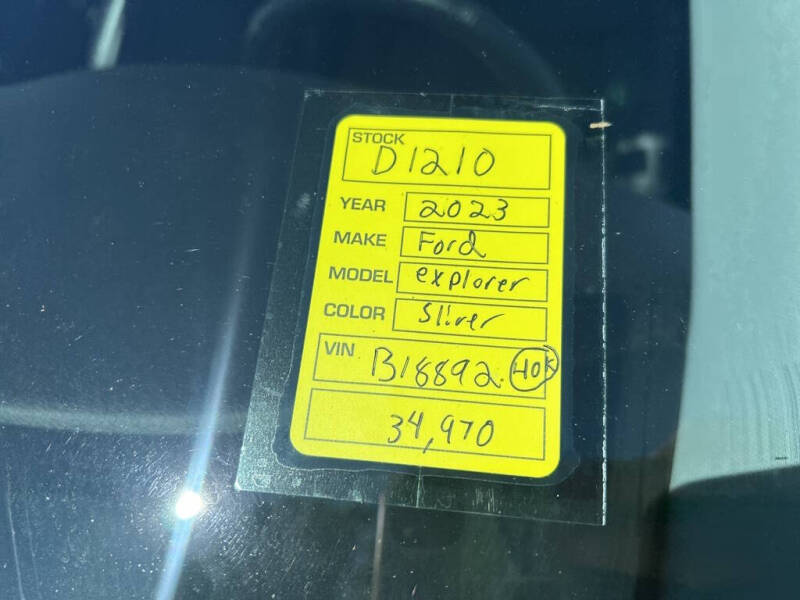 STOCK
D1210
YEAR 2023
MAKE Ford
MODEL explorer
COLOR Sliver
VIN B18892 40K
34,970